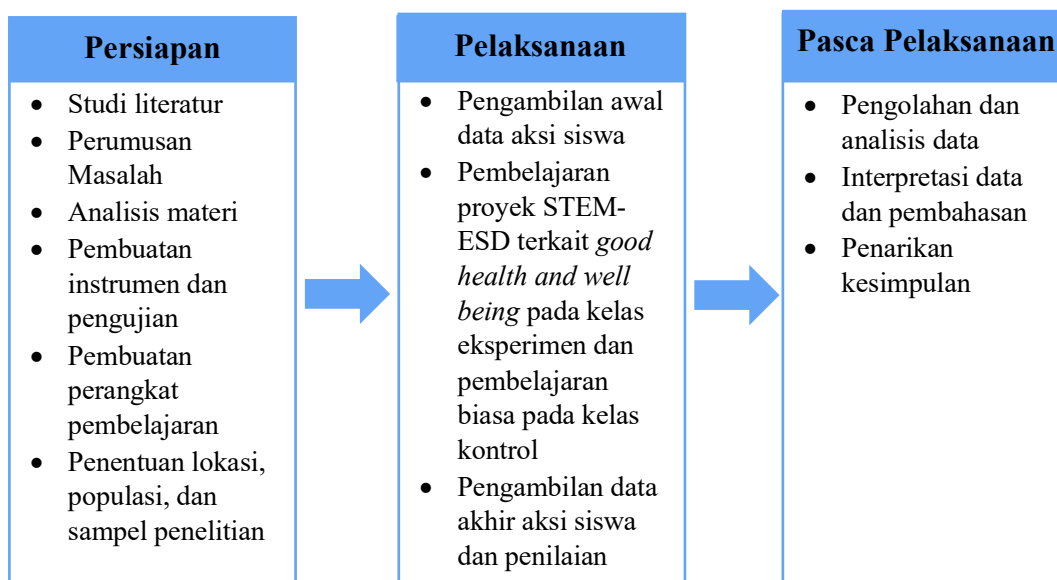 Persiapan
• Studi literatur
• Perumusan
Masalah
• Analisis materi
• Pembuatan
instrumen dan
pengujian
• Pembuatan
perangkat
pembelajaran
• Penentuan lokasi,
populasi, dan
sampel penelitian
Pelaksanaan
• Pengambilan awal
data aksi siswa
• Pembelajaran
proyek STEM-
ESD terkait good
health and well
being pada kelas
eksperimen dan
pembelajaran
biasa pada kelas
kontrol
• Pengambilan data
akhir aksi siswa
dan penilaian
Pasca Pelaksanaan
• Pengolahan dan
analisis data
• Interpretasi data
dan pembahasan
• Penarikan
kesimpulan